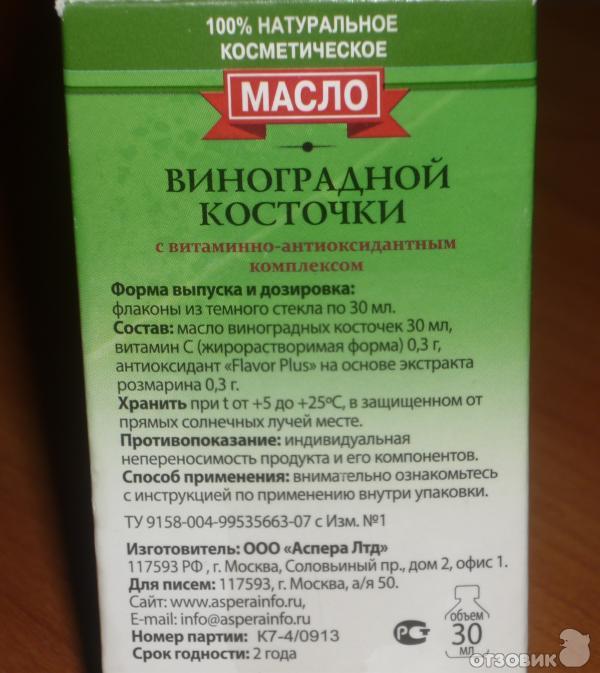 100% НАТУРАЛЬНОЕ
КОСМЕТИЧЕСКОЕ
МАСЛО
ВИНОГРАДНОЙ
КОСТОЧКИ
с витаминно-антиоксидантным
комплексом
Форма выпуска и дозировка:
флаконы из темного стекла по 30 мл.
Состав: масло виноградных косточек 30 мл,
витамин С (жирорастворимая форма) 0,3 г,
антиоксидант «Flavor Plus» на основе экстракта
розмарина 0,3 г.
Хранить при t от +5 до +25ºС, в защищенном от
прямых солнечных лучей месте.
Противопоказание: индивидуальная
непереносимость продукта и его компонентов.
Способ применения: внимательно ознакомьтесь
с инструкцией по применению внутри упаковки.
ТУ 9158-004-99535663-07 с Изм. №1
Изготовитель: ООО «Аспера Лтд»
117593 РФ , г. Москва, Соловьиный пр., дом 2, офис 1.
Для писем: 117593, г. Москва, а/я 50.
Сайт: www.asperainfo.ru,
E-mail: info@asperainfo.ru
Номер партии: К7-4/0913
Срок годности: 2 года
РСТ
объем
30
мл
отзовик